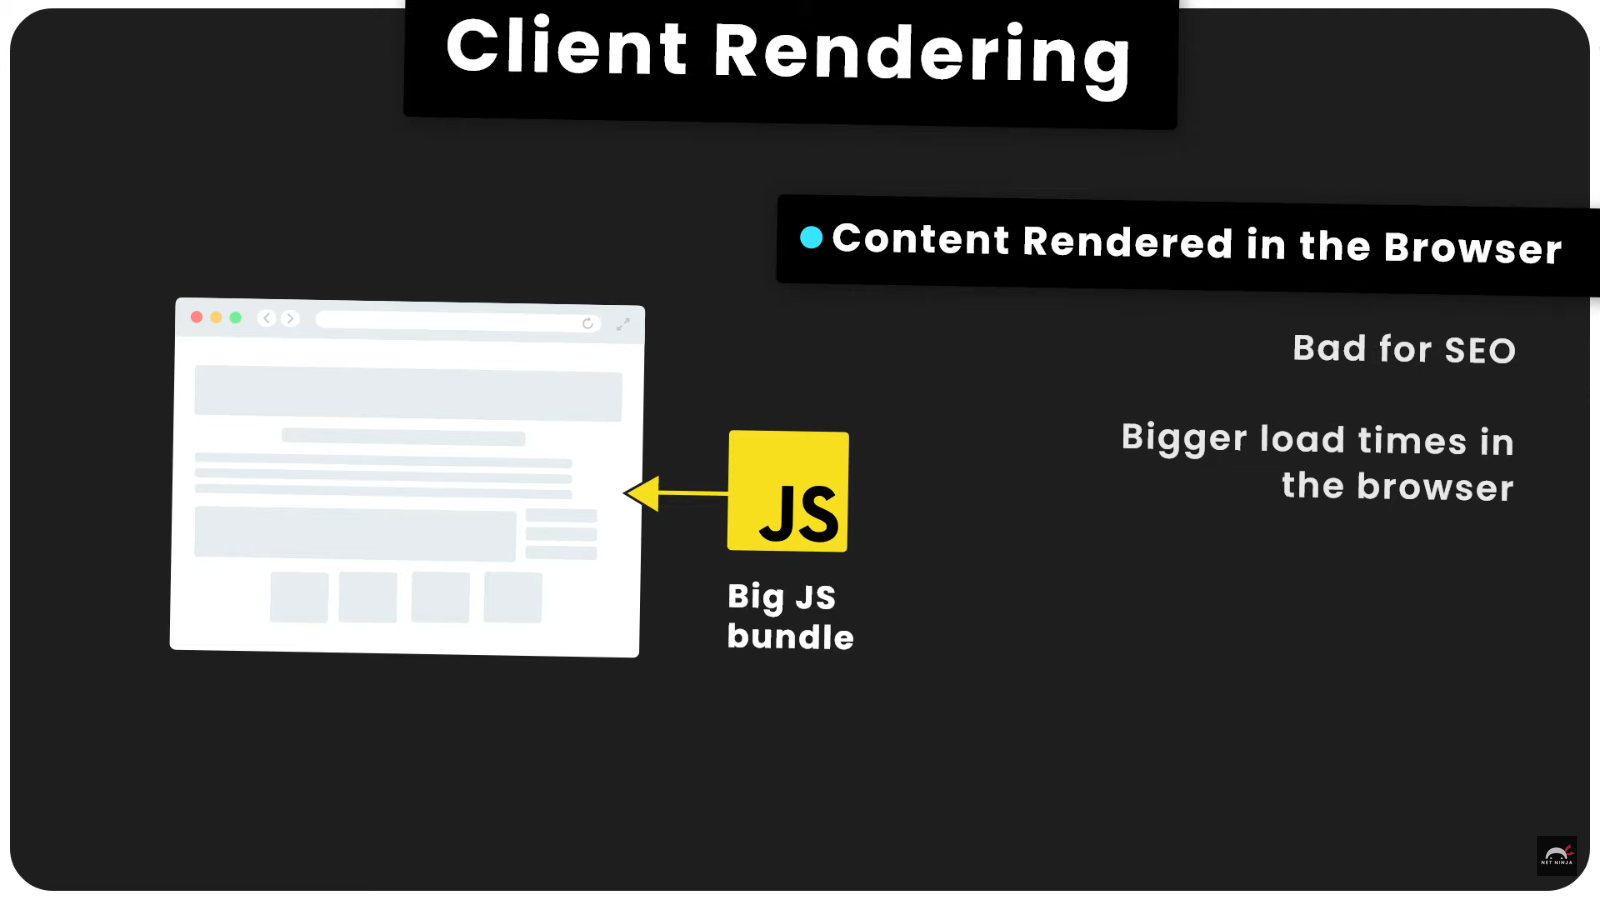 Client Rendering
Content Rendered in the Browser
Bad for SEO
Bigger load times in
the browser
JS
Big JS
bundle
NET NINJA